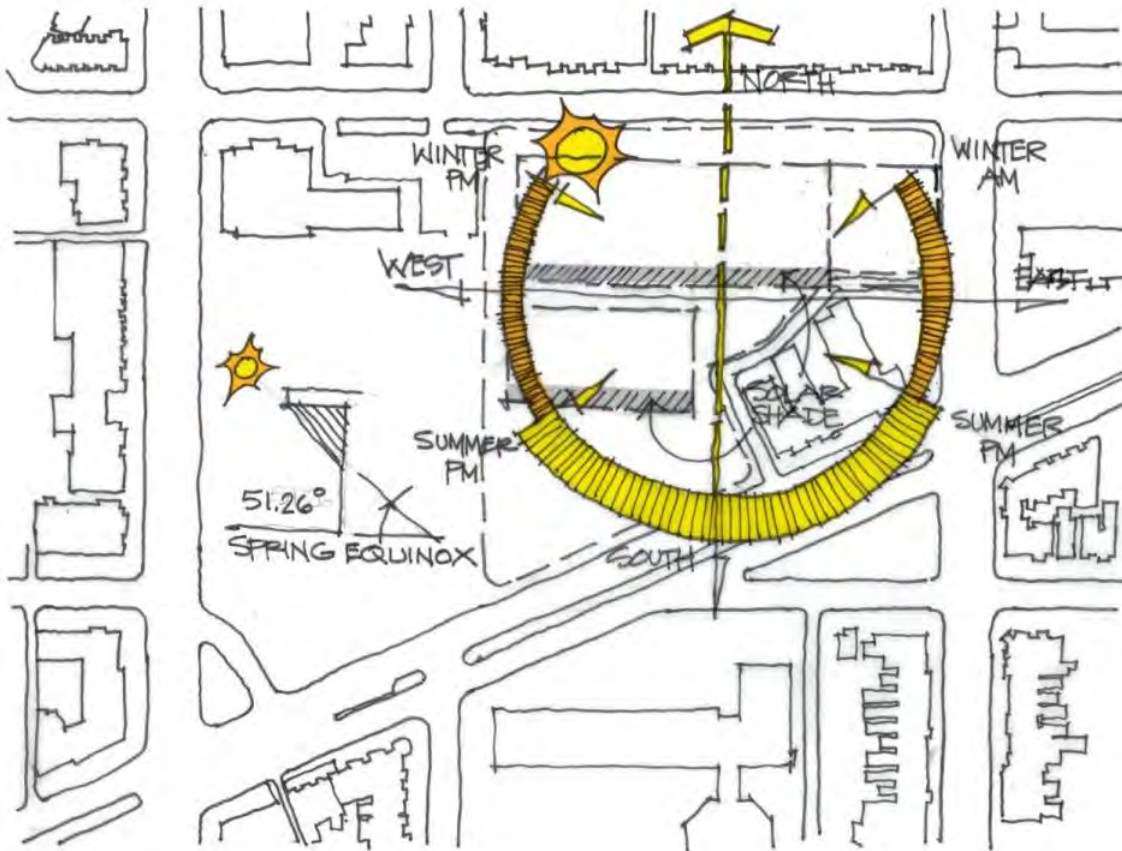 NORTH
WINTER
PM
WINTER
AM
WEST
EAST
SOLAR
SHADE
SUMMER
PM
SUMMER
PM
51.26°
SPRING EQUINOX
SOUTH